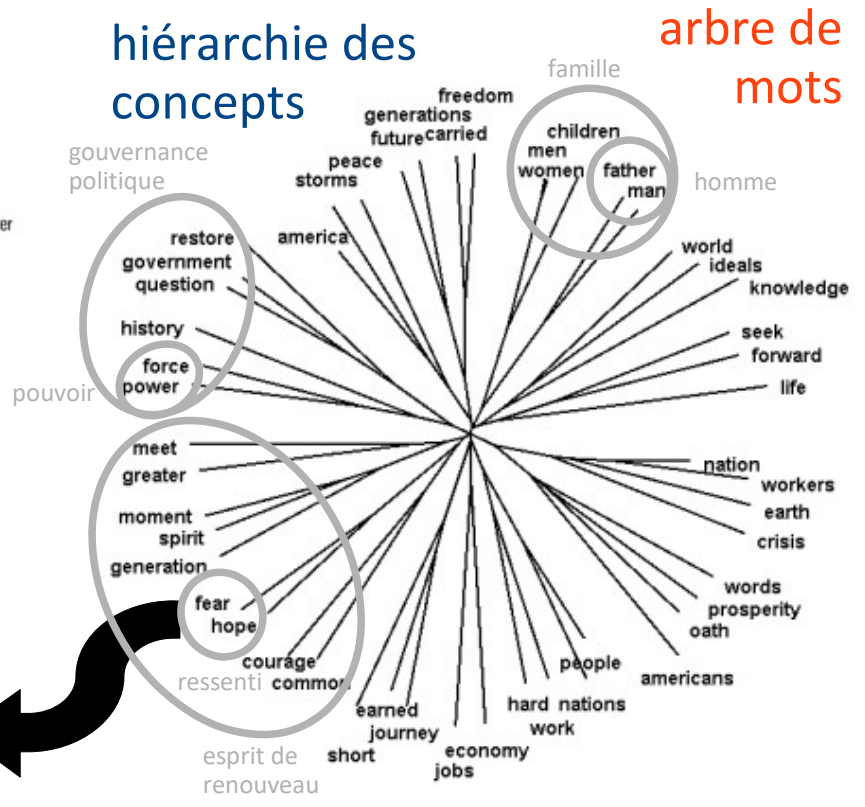 hiérarchie des
concepts
arbre de
mots
famille
gouvernance
politique
homme
pouvoir
ressenti
esprit de
renouveau
er
freedom
generations
carried
future
peace
storms
america
restore
government
question
history
force
power
meet
greater
moment
spirit
generation
fear
hope
courage
common
earned
journey
short
economy
jobs
hard nations
work
people
americans
oath
prosperity
words
crisis
earth
workers
nation
life
forward
seek
knowledge
ideals
world
man
father
children
men
women